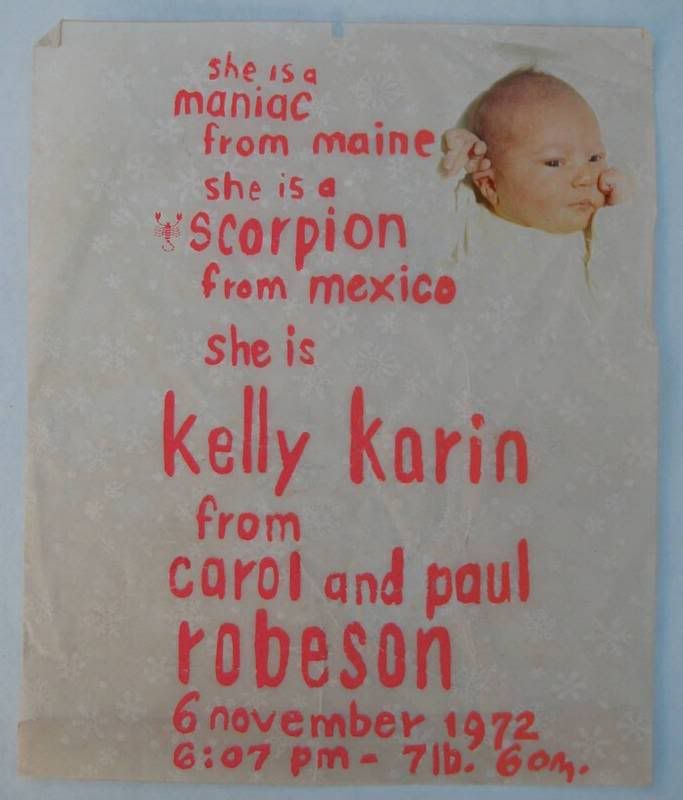 she is a
maniac
from maine
she is a
scorpion
from mexico
she is
kelly karin
from
carol and paul
robeson
6 november 1972
6:07 pm - 7lb. 6om.